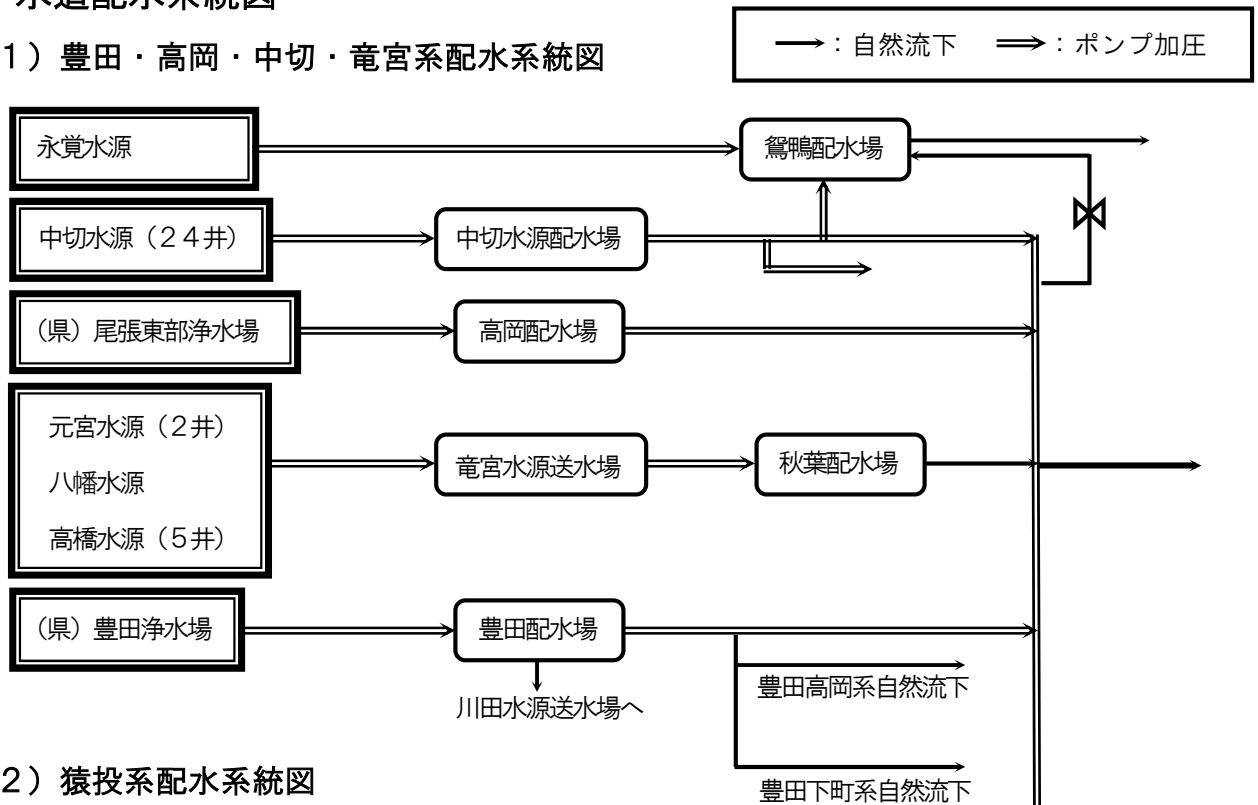 水道配水系統図
：自然流下　：ポンプ加圧
１）豊田・高岡・中切・竜宮系配水系統図
永覚水源
鴛鴨配水場
中切水源（２４井）
中切水源配水場
（県）尾張東部浄水場
高岡配水場
元宮水源（２井）
八幡水源
高橋水源（５井）
竜宮水源送水場
秋葉配水場
（県）豊田浄水場
豊田配水場
川田水源送水場へ
豊田高岡系自然流下
豊田下町系自然流下
２）猿投系配水系統図